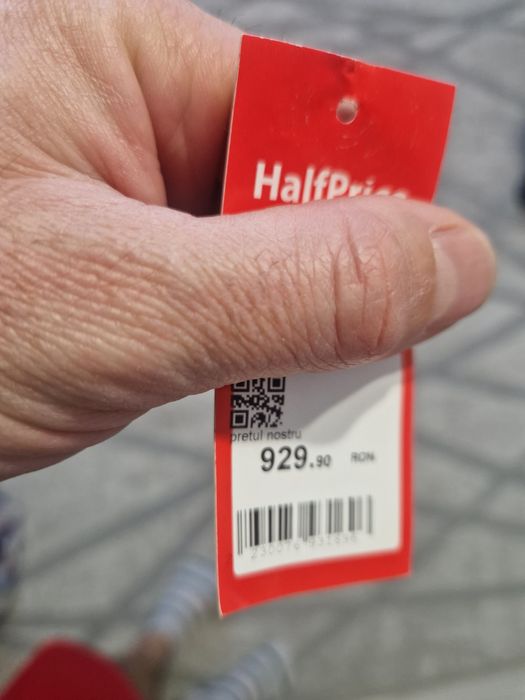 HalfPrice
pretul nostru
929.90 RON